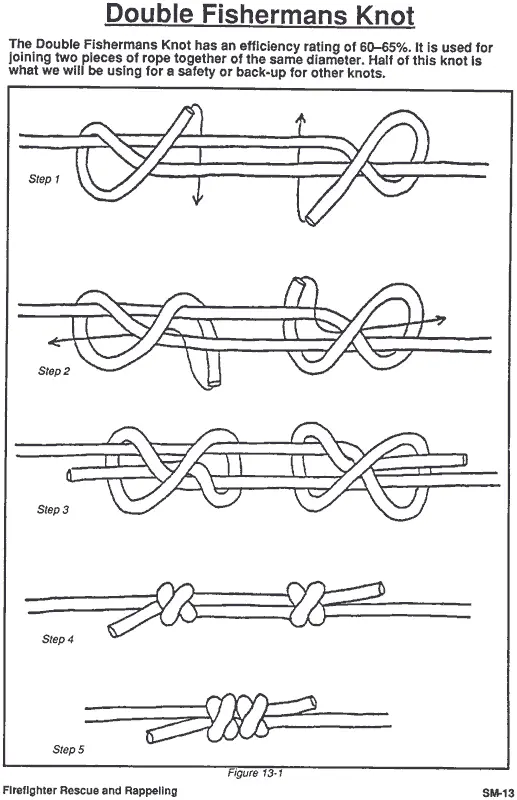 Double Fishermans Knot
The Double Fishermans Knot has an efficiency rating of 60–65%. It is used for
joining two pieces of rope together of the same diameter. Half of this knot is
what we will be using for a safety or back-up for other knots.
Step 1
Step 2
Step 3
Step 4
Step 5
Figure 13-1
Firefighter Rescue and Rappeling
SM-13